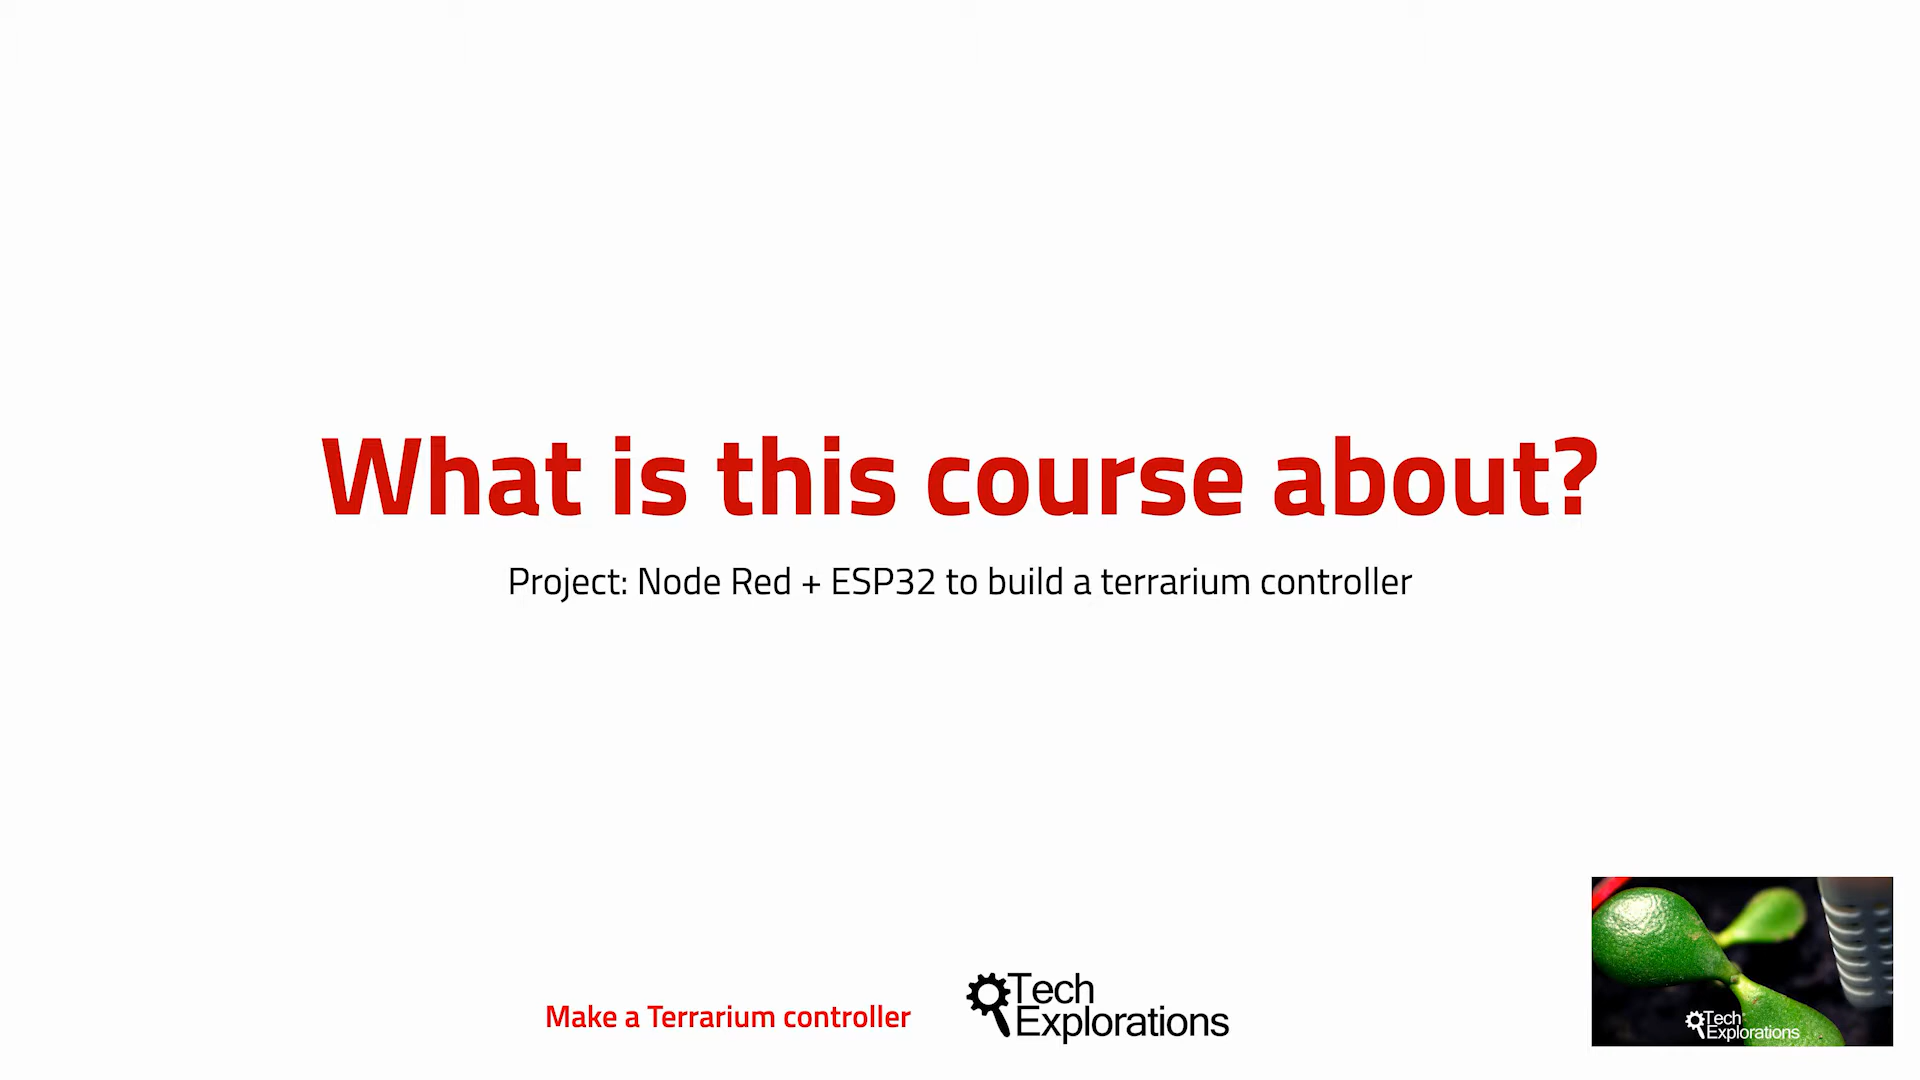 What is this course about?
Project: Node Red + ESP32 to build a terrarium controller
Make a Terrarium controller
Tech
Explorations
Tech
Explorations